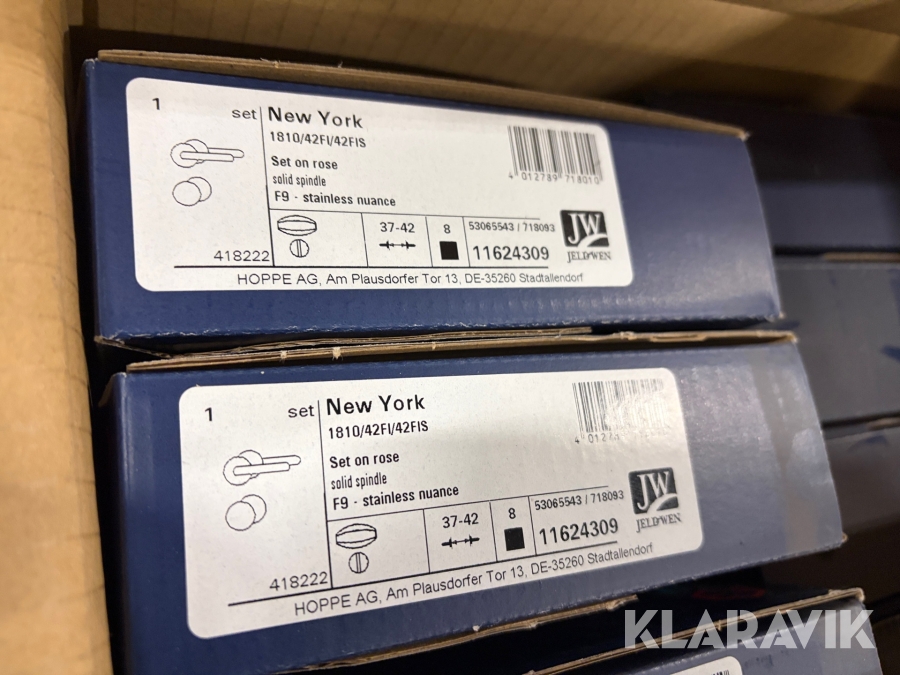 1 set New York
1810/42FI/42FIS
Set on rose
solid spindle
F9 - stainless nuance
4 012789 718010
37-42 8 53065543 / 718093
11624309
JW
JELD WEN
418222
HOPPE AG, Am Plausdorfer Tor 13, DE-35260 Stadtallendorf
1 set New York
1810/42FI/42FIS
Set on rose
solid spindle
F9 - stainless nuance
37-42 8 53065543 / 718093
11624309
JW
JELD WEN
418222
HOPPE AG, Am Plausdorfer Tor 13, DE-35260 Stadtallendorf
KLARAVIK